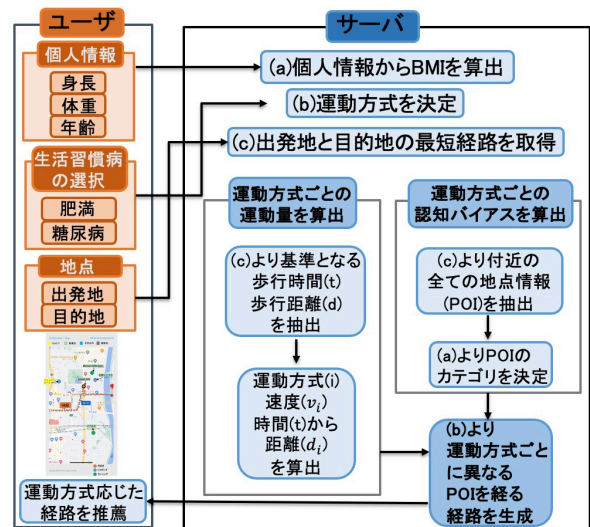 ユーザ
個人情報
身長
体重
年齢
生活習慣病
の選択
肥満
糖尿病
地点
出発地
目的地
運動方式応じた
経路を推薦
サーバ
(a)個人情報からBMIを算出
(b)運動方式を決定
(c)出発地と目的地の最短経路を取得
運動方式ごとの
運動量を算出
(c)より基準となる
歩行時間(t)
歩行距離(d)
を抽出
運動方式(i)
速度(v_i)
時間(t)から
距離(d_i)
を算出
運動方式ごとの
認知バイアスを算出
(c)より付近の
全ての地点情報
(POI)を抽出
(a)よりPOIの
カテゴリを決定
(b)より
運動方式ごと
に異なる
POIを経る
経路を生成